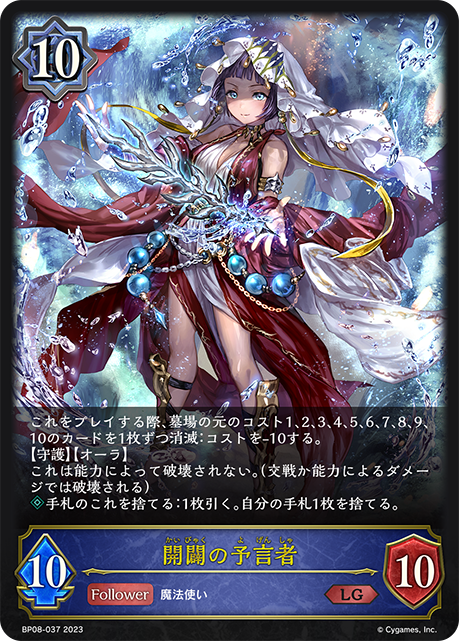 10
これをプレイする際、墓場の元のコスト1、2、3、4、5、6、7、8、9、
10のカードを1枚ずつ消滅:コストを-10する。
【守護】【オーラ】
これは能力によって破壊されない。(交戦か能力によるダメー
ジでは破壊される)
手札のこれを捨てる:1枚引く。自分の手札1枚を捨てる。
かいびゃく よげんしゃ
開闢の予言者
10
Follower 魔法使い LG
10
BP08-037 2023 © Cygames, Inc.